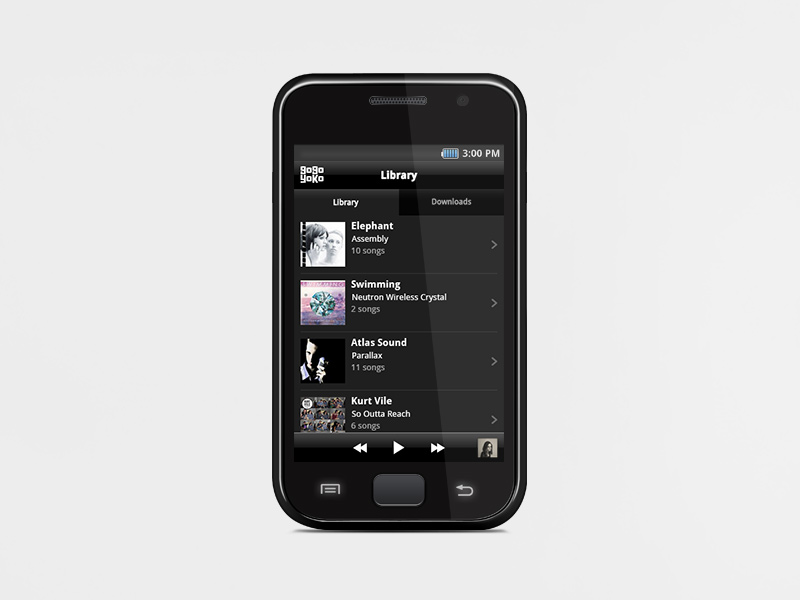 3:00 PM
gogo
yoko
Library
Library
Downloads
Elephant
Assembly
10 songs
Swimming
Neutron Wireless Crystal
2 songs
Atlas Sound
Parallax
11 songs
Kurt Vile
So Outta Reach
6 songs